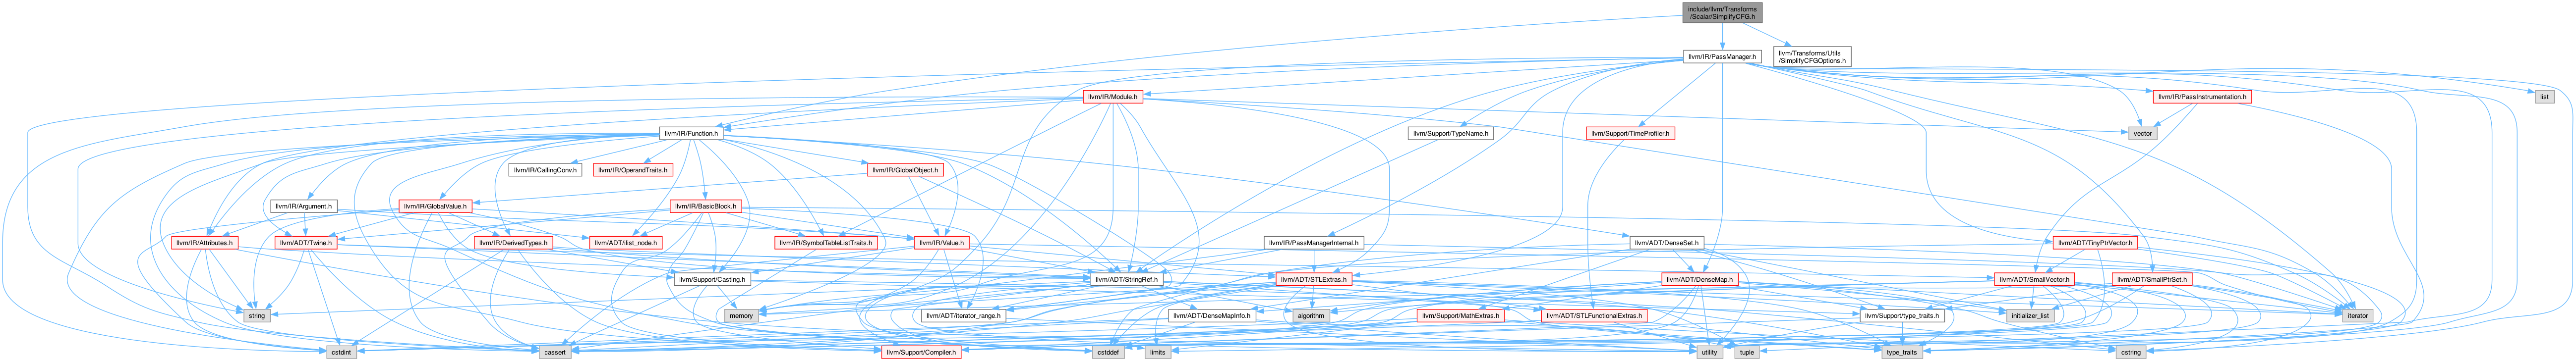 include/llvm/Transforms
/Scalar/SimplifyCFG.h
llvm/IR/PassManager.h
llvm/Transforms/Utils
/SimplifyCFGOptions.h
llvm/IR/Module.h
llvm/IR/PassInstrumentation.h
list
llvm/IR/Function.h
llvm/Support/TypeName.h
llvm/Support/TimeProfiler.h
vector
llvm/IR/CallingConv.h
llvm/IR/OperandTraits.h
llvm/IR/GlobalObject.h
llvm/IR/Argument.h
llvm/IR/GlobalValue.h
llvm/IR/BasicBlock.h
llvm/IR/Attributes.h
llvm/ADT/Twine.h
llvm/IR/DerivedTypes.h
llvm/ADT/ilist_node.h
llvm/IR/SymbolTableListTraits.h
llvm/IR/Value.h
llvm/IR/PassManagerInternal.h
llvm/ADT/DenseSet.h
llvm/ADT/TinyPtrVector.h
llvm/Support/Casting.h
llvm/ADT/StringRef.h
llvm/ADT/STLExtras.h
llvm/ADT/DenseMap.h
llvm/ADT/SmallVector.h
llvm/ADT/SmallPtrSet.h
string
memory
llvm/ADT/iterator_range.h
llvm/ADT/DenseMapInfo.h
algorithm
llvm/Support/MathExtras.h
llvm/ADT/STLFunctionalExtras.h
llvm/Support/type_traits.h
initializer_list
iterator
cstdint
cassert
llvm/Support/Compiler.h
cstddef
limits
utility
tuple
type_traits
cstring